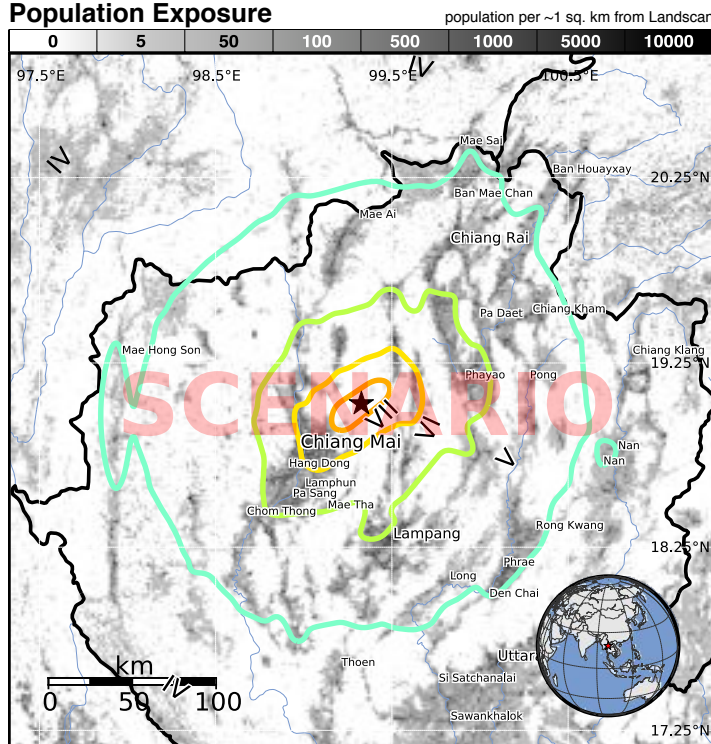 Population Exposure
population per ~1 sq. km from Landscan
0 5 50 100 500 1000 5000 10000
97.5°E 98.5°E 99.5°E 100.5°E
IV
IV
Mae Sai
Ban Houayxay
20.25°N
Ban Mae Chan
Mae Ai
Chiang Rai
Pa Daet
Chiang Kham
Mae Hong Son
Chiang Klang
19.25°N
Payao
Pong
SCENARIO
VII
VI
Chiang Mai
V
Nan
Nan
Hang Dong
Lamphun
Pa Sang
Mae Tha
Chom Thong
Lampang
Rong Kwang
18.25°N
Phrae
Long
Den Chai
Uttar
Thoen
km
Si Satchanalai
IV
0 50 100
Sawankhalok
17.25°N